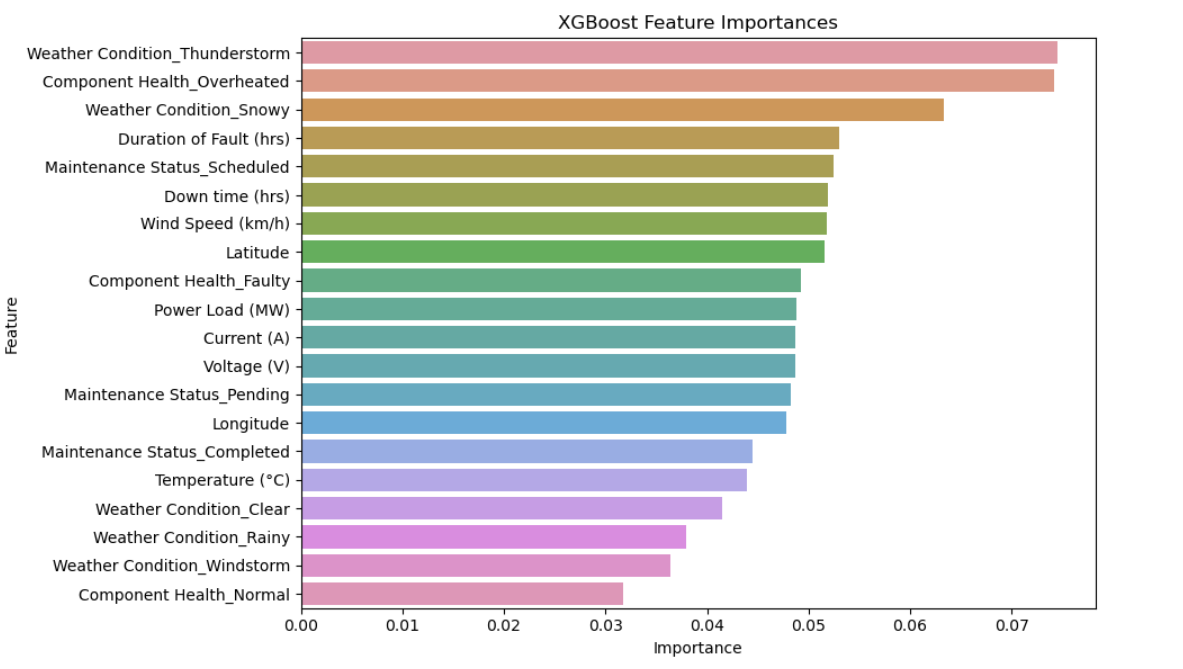 XGBoost Feature Importances
Weather Condition_Thunderstorm
Component Health_Overheated
Weather Condition_Snowy
Duration of Fault (hrs)
Maintenance Status_Scheduled
Down time (hrs)
Wind Speed (km/h)
Latitude
Component Health_Faulty
Power Load (MW)
Current (A)
Voltage (V)
Maintenance Status_Pending
Longitude
Maintenance Status_Completed
Temperature (°C)
Weather Condition_Clear
Weather Condition_Rainy
Weather Condition_Windstorm
Component Health_Normal
Feature
0.00 0.01 0.02 0.03 0.04 0.05 0.06 0.07
Importance